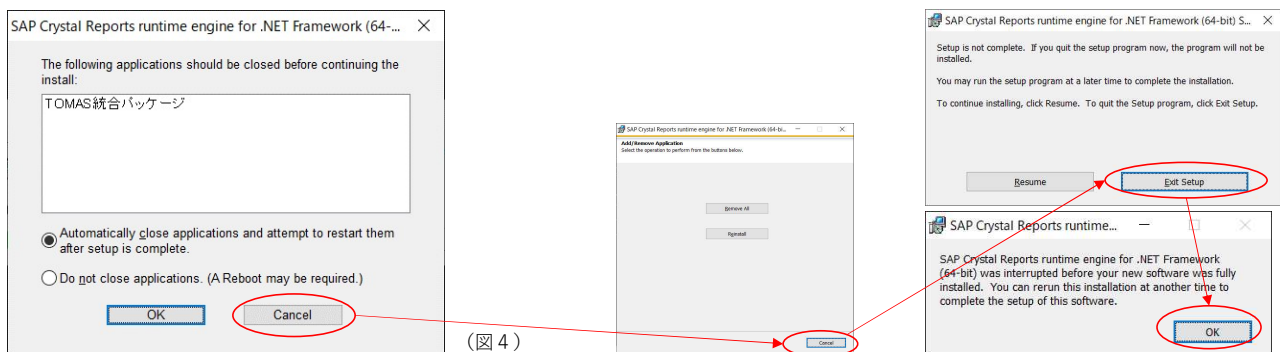 SAP Crystal Reports runtime engine for .NET Framework (64-...
The following applications should be closed before continuing the
install:
TOMAS統合パッケージ
Automatically close applications and attempt to restart them
after setup is complete.
Do not close applications. (A Reboot may be required.)
OK
Cancel
(図4)
SAP Crystal Reports runtime engine for .NET Framework (64-bi...
Add/Remove Application
Select the operation to perform from the buttons below.
Remove All
Reinstall
Cancel
SAP Crystal Reports runtime engine for .NET Framework (64-bit) S...
Setup is not complete. If you quit the setup program now, the program will not be
installed.
You may run the setup program at a later time to complete the installation.
To continue installing, click Resume. To quit the Setup program, click Exit Setup.
Resume
Exit Setup
SAP Crystal Reports runtime...
SAP Crystal Reports runtime engine for .NET Framework
(64-bit) was interrupted before your new software was fully
installed. You can rerun this installation at another time to
complete the setup of this software.
OK